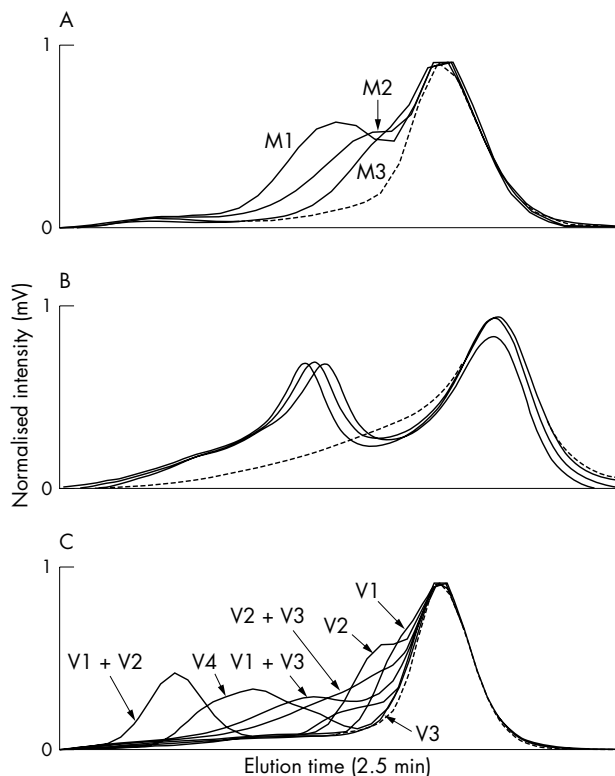 A
1
M2
M1
M3
0
B
1
Normalised intensity (mV)
0
C
1
V1
V2 + V3
V2
V1 + V2
V4
V1 + V3
V3
0
Elution time (2.5 min)